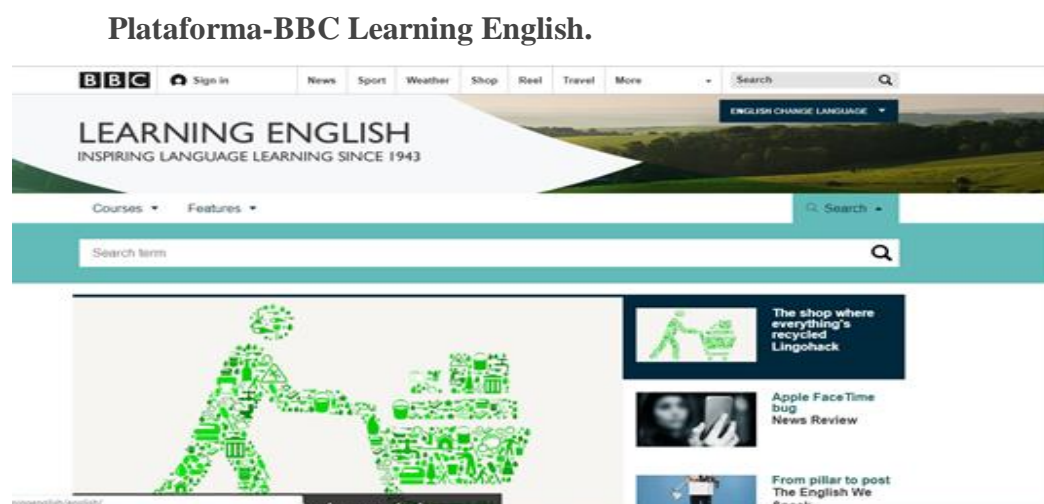 Plataforma-BBC Learning English.
BBC Sign in News Sport Weather Shop Reel Travel More Search
ENGLISH CHANGE LANGUAGE
LEARNING ENGLISH
INSPIRING LANGUAGE LEARNING SINCE 1943
Courses Features Search
Search term
The shop where
everything's
recycled
Lingohack
Apple FaceTime
bug
News Review
From pillar to post
The English We